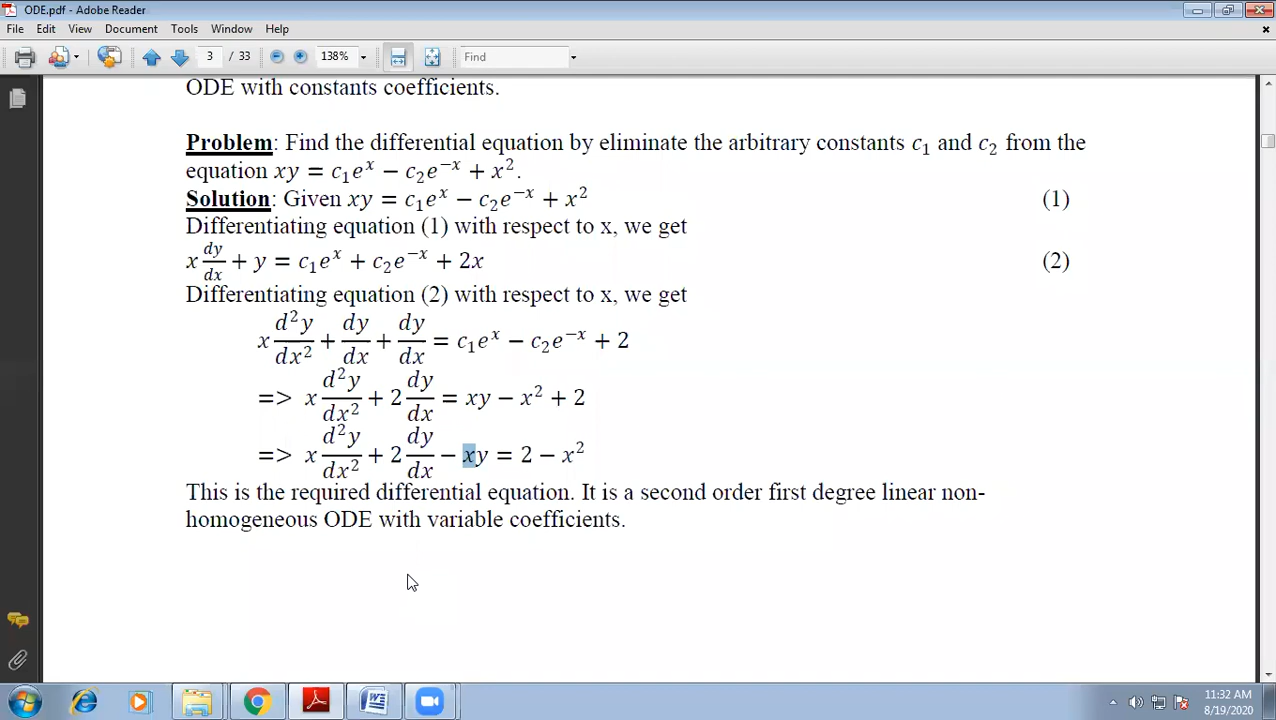 ODE.pdf - Adobe Reader
File Edit View Document Tools Window Help
3 / 33 138% Find
ODE with constants coefficients.
Problem: Find the differential equation by eliminate the arbitrary constants c₁ and c₂ from the
equation xy = c₁eˣ − c₂e⁻ˣ + x².
Solution: Given xy = c₁eˣ − c₂e⁻ˣ + x² (1)
Differentiating equation (1) with respect to x, we get
x dy/dx + y = c₁eˣ + c₂e⁻ˣ + 2x (2)
Differentiating equation (2) with respect to x, we get
x d²y/dx² + dy/dx + dy/dx = c₁eˣ − c₂e⁻ˣ + 2
=> x d²y/dx² + 2 dy/dx = xy − x² + 2
=> x d²y/dx² + 2 dy/dx − xy = 2 − x²
This is the required differential equation. It is a second order first degree linear non-
homogeneous ODE with variable coefficients.
11:32 AM
8/19/2020